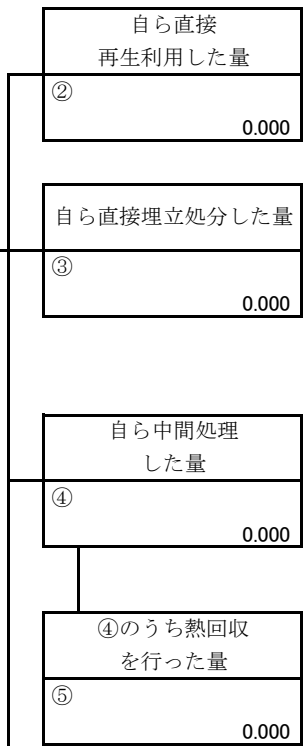 自ら直接
再生利用した量
②
0.000
自ら直接埋立処分した量
③
0.000
自ら中間処理
した量
④
0.000
④のうち熱回収
を行った量
⑤
0.000